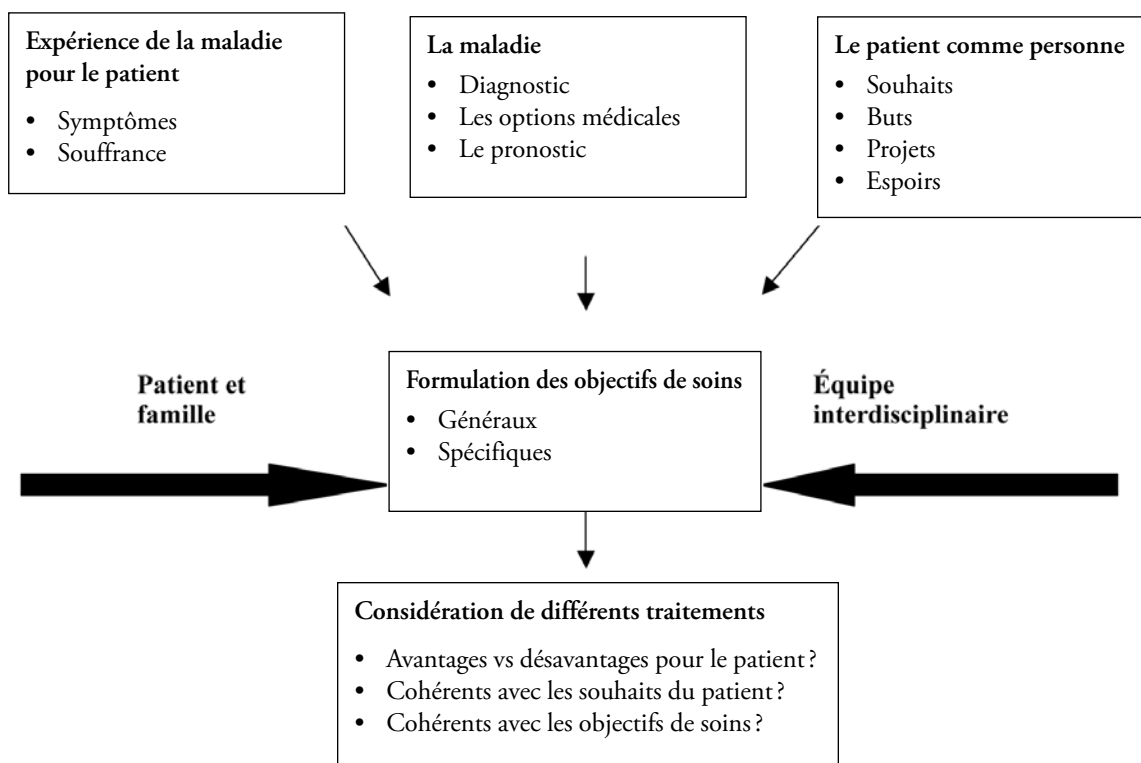 Expérience de la maladie
pour le patient
• Symptômes
• Souffrance
La maladie
• Diagnostic
• Les options médicales
• Le pronostic
Le patient comme personne
• Souhaits
• Buts
• Projets
• Espoirs
Patient et
famille
Formulation des objectifs de soins
• Généraux
• Spécifiques
Équipe
interdisciplinaire
Considération de différents traitements
• Avantages vs désavantages pour le patient ?
• Cohérents avec les souhaits du patient ?
• Cohérents avec les objectifs de soins ?